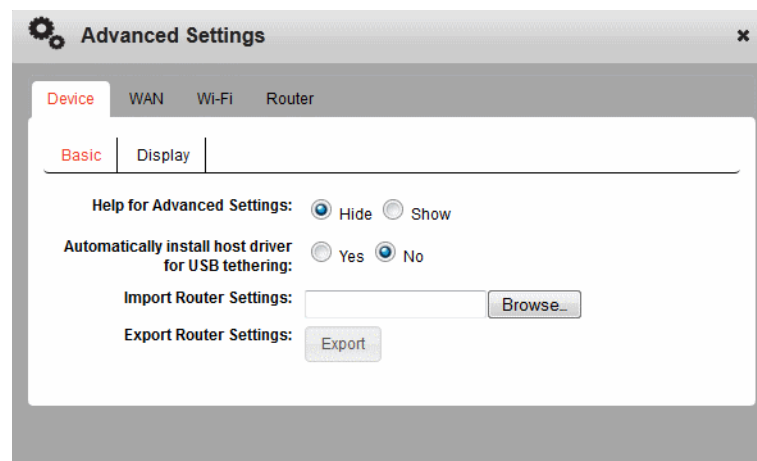 Advanced Settings
Device WAN Wi-Fi Router
Basic Display
Help for Advanced Settings: Hide Show
Automatically install host driver
for USB tethering: Yes No
Import Router Settings: Browse...
Export Router Settings: Export